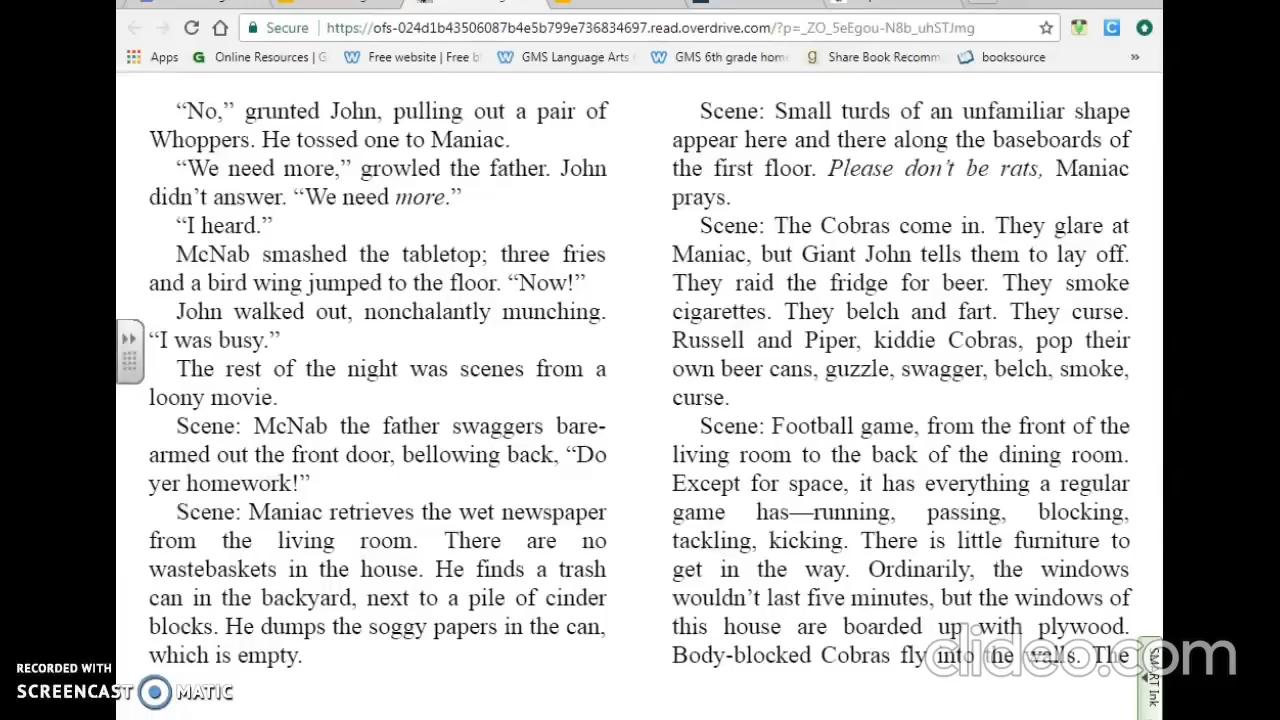 Secure
https://ofs-024d1b43506087b4e5b799e736834697.read.overdrive.com/?p=_ZO_5eEgou-N8b_uhSTJmg
Apps
Online Resources | G
Free website | Free b
GMS Language Arts
GMS 6th grade hom
Share Book Recomm
booksource
»
“No,” grunted John, pulling out a pair of
Whoppers. He tossed one to Maniac.
“We need more,” growled the father. John
didn’t answer. “We need more.”
“I heard.”
McNab smashed the tabletop; three fries
and a bird wing jumped to the floor. “Now!”
John walked out, nonchalantly munching.
“I was busy.”
The rest of the night was scenes from a
loony movie.
Scene: McNab the father swaggers bare-
armed out the front door, bellowing back, “Do
yer homework!”
Scene: Maniac retrieves the wet newspaper
from the living room. There are no
wastebaskets in the house. He finds a trash
can in the backyard, next to a pile of cinder
blocks. He dumps the soggy papers in the can,
which is empty.
Scene: Small turds of an unfamiliar shape
appear here and there along the baseboards of
the first floor. Please don’t be rats, Maniac
prays.
Scene: The Cobras come in. They glare at
Maniac, but Giant John tells them to lay off.
They raid the fridge for beer. They smoke
cigarettes. They belch and fart. They curse.
Russell and Piper, kiddie Cobras, pop their
own beer cans, guzzle, swagger, belch, smoke,
curse.
Scene: Football game, from the front of the
living room to the back of the dining room.
Except for space, it has everything a regular
game has—running, passing, blocking,
tackling, kicking. There is little furniture to
get in the way. Ordinarily, the windows
wouldn’t last five minutes, but the windows of
this house are boarded up with plywood.
Body-blocked Cobras fly into the walls. The
clideo.com
SMART Ink
RECORDED WITH
SCREENCAST MATIC